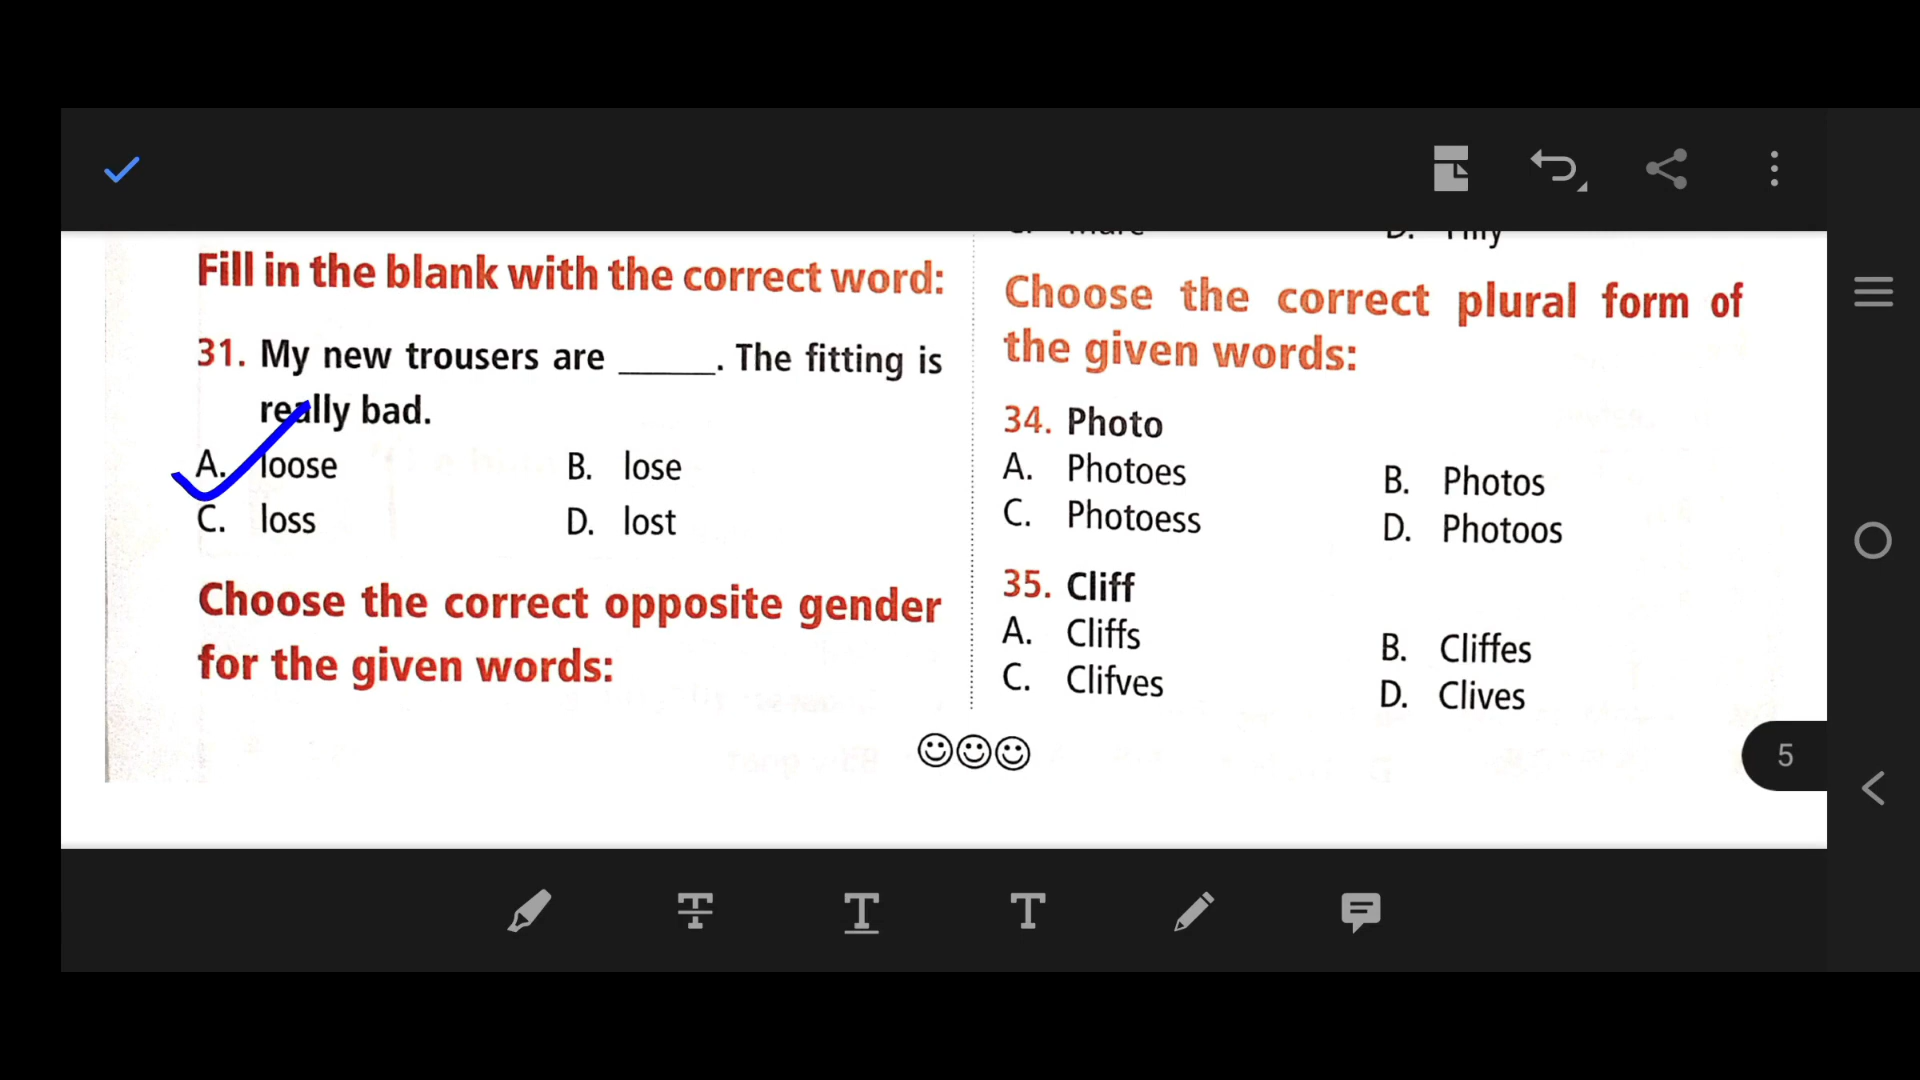 Fill in the blank with the correct word:
31. My new trousers are ______. The fitting is
really bad.
A. loose B. lose
C. loss D. lost
Choose the correct opposite gender
for the given words:
Choose the correct plural form of
the given words:
34. Photo
A. Photoes B. Photos
C. Photoess D. Photoos
35. Cliff
A. Cliffs B. Cliffes
C. Clifves D. Clives
5